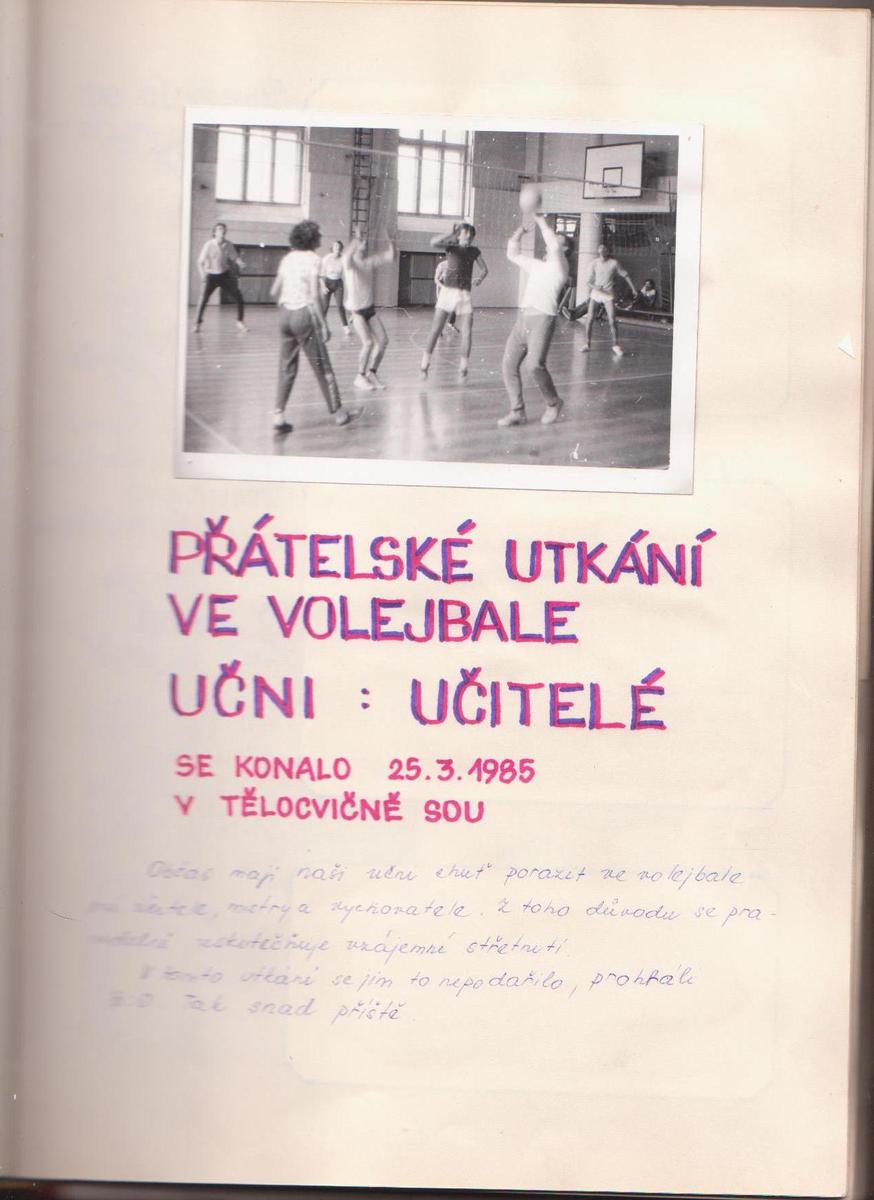 PŘÁTELSKÉ UTKÁNÍ
VE VOLEJBALE
UČNI : UČITELÉ
SE KONALO 25.3.1985
V TĚLOCVIČNĚ SOU
Občas mají naši učni chuť porazit ve volejbale
učitele, mistry a vychovatele. Z toho důvodu se pra-
videlně uskutečňuje vzájemní střetnutí.
V tomto utkání se jim to nepodařilo, prohráli
Tak snad příště.